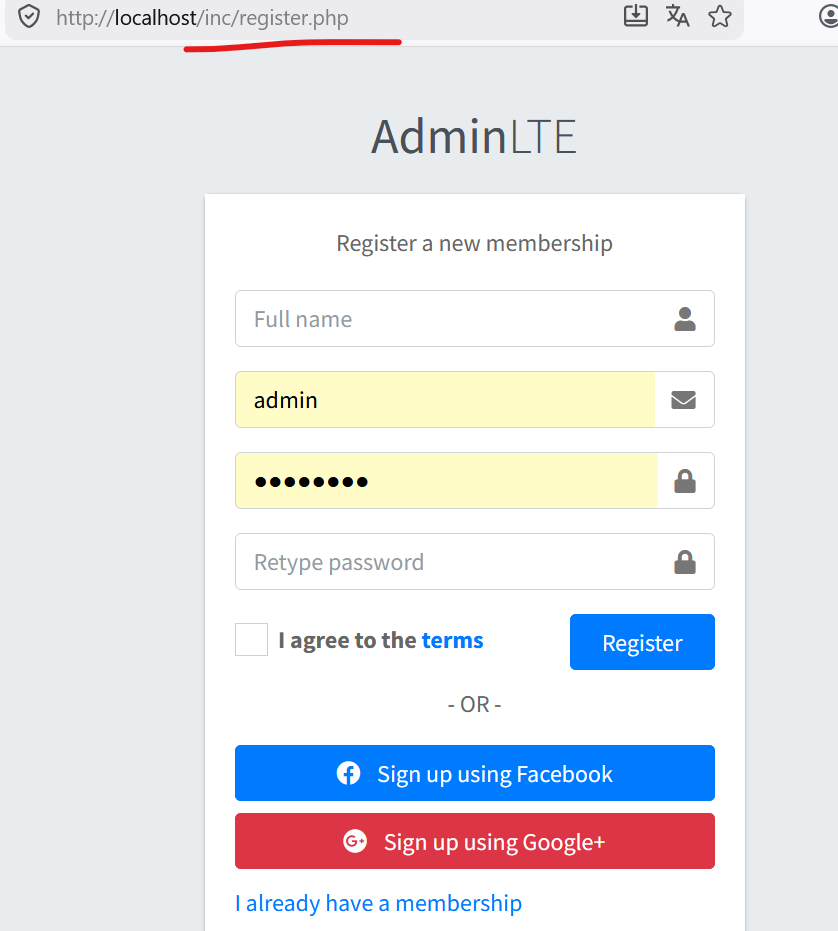 http://localhost/inc/register.php
AdminLTE
Register a new membership
Full name
admin
●●●●●●●●
Retype password
I agree to the terms
Register
- OR -
Sign up using Facebook
G+ Sign up using Google+
I already have a membership